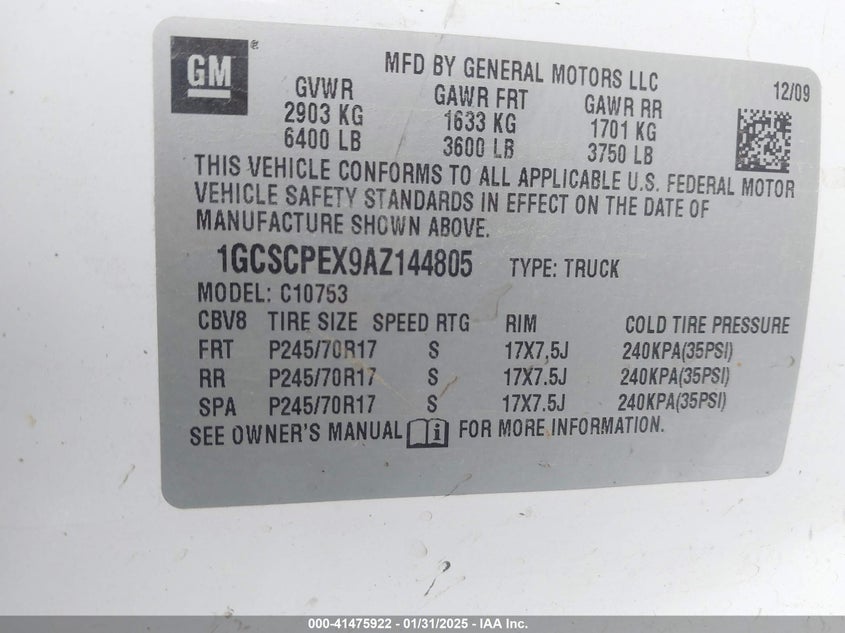 GM®
MFD BY GENERAL MOTORS LLC
12/09
GVWR GAWR FRT GAWR RR
2903 KG 1633 KG 1701 KG
6400 LB 3600 LB 3750 LB
THIS VEHICLE CONFORMS TO ALL APPLICABLE U.S. FEDERAL MOTOR
VEHICLE SAFETY STANDARDS IN EFFECT ON THE DATE OF
MANUFACTURE SHOWN ABOVE.
1GCSCPEX9AZ144805 TYPE: TRUCK
MODEL: C10753
CBV8 TIRE SIZE SPEED RTG RIM COLD TIRE PRESSURE
FRT P245/70R17 S 17X7.5J 240KPA(35PSI)
RR P245/70R17 S 17X7.5J 240KPA(35PSI)
SPA P245/70R17 S 17X7.5J 240KPA(35PSI)
SEE OWNER'S MANUAL FOR MORE INFORMATION.
000-41475922 - 01/31/2025 - IAA Inc.